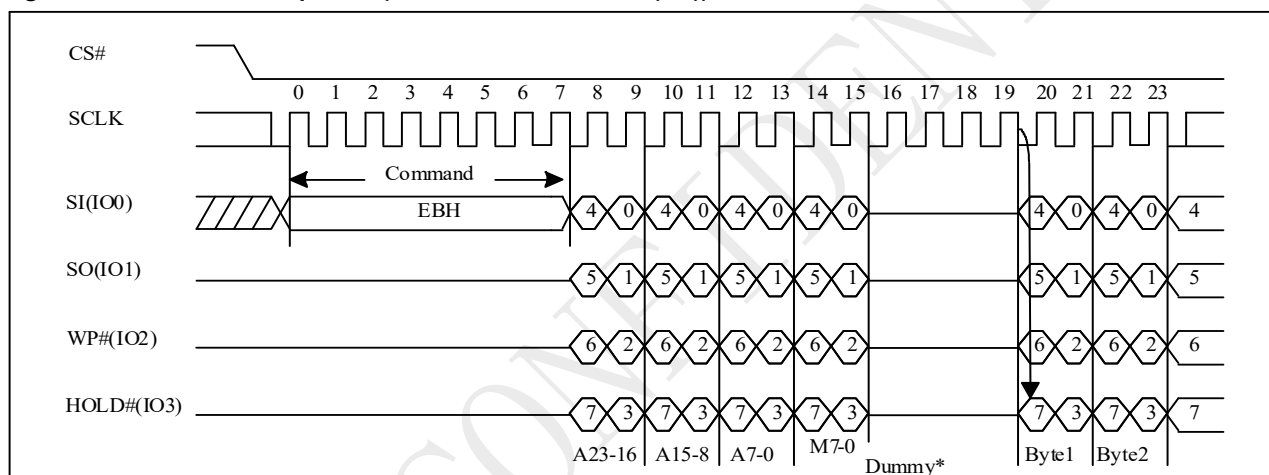 CS#
0 1 2 3 4 5 6 7 8 9 10 11 12 13 14 15 16 17 18 19 20 21 22 23
SCLK
Command
SI(IO0) EBH 4 0 4 0 4 0 4 0 4 0 4 0 4
SO(IO1) 5 1 5 1 5 1 5 1 5 1 5 1 5
WP#(IO2) 6 2 6 2 6 2 6 2 6 2 6 2 6
HOLD#(IO3) 7 3 7 3 7 3 7 3 7 3 7 3 7
A23-16 A15-8 A7-0 M7-0 Dummy* Byte1 Byte2